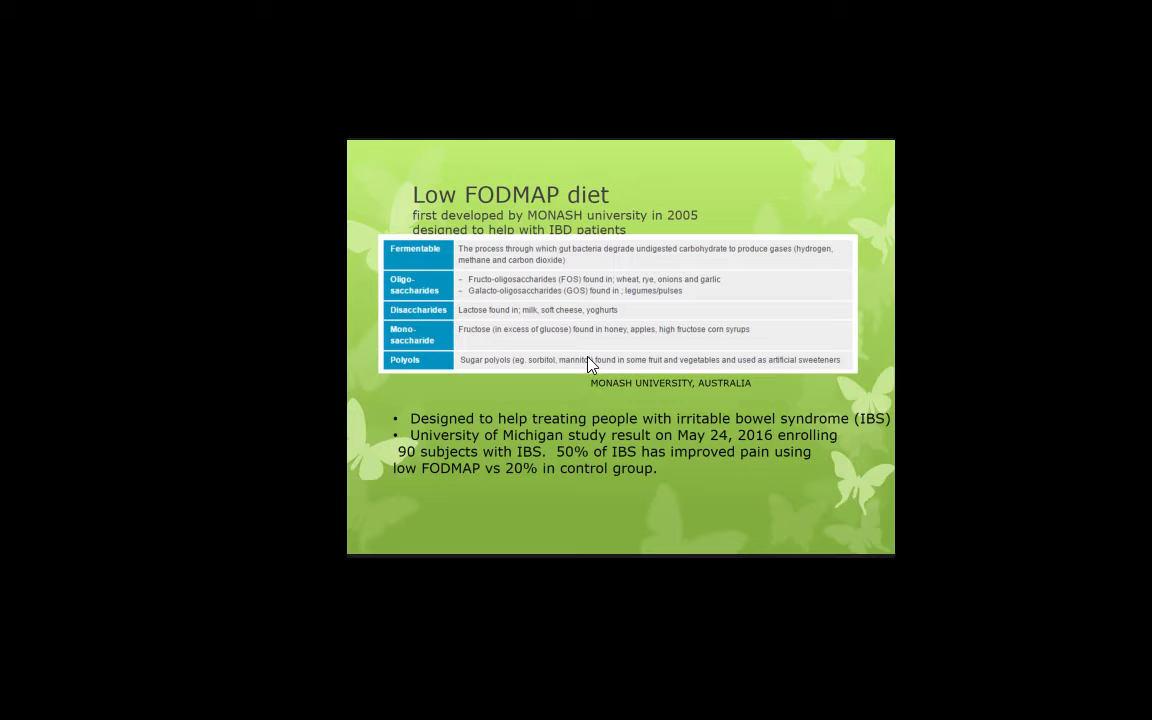 Low FODMAP diet
first developed by MONASH university in 2005
designed to help with IBD patients
Fermentable The process through which gut bacteria degrade undigested carbohydrate to produce gases (hydrogen,
methane and carbon dioxide)
Oligo- – Fructo-oligosaccharides (FOS) found in; wheat, rye, onions and garlic
saccharides – Galacto-oligosaccharides (GOS) found in ; legumes/pulses
Disaccharides Lactose found in; milk, soft cheese, yoghurts
Mono- Fructose (in excess of glucose) found in honey, apples, high fructose corn syrups
saccharide
Polyols Sugar polyols (eg. sorbitol, mannitol) found in some fruit and vegetables and used as artificial sweeteners
MONASH UNIVERSITY, AUSTRALIA
• Designed to help treating people with irritable bowel syndrome (IBS)
• University of Michigan study result on May 24, 2016 enrolling
90 subjects with IBS. 50% of IBS has improved pain using
low FODMAP vs 20% in control group.